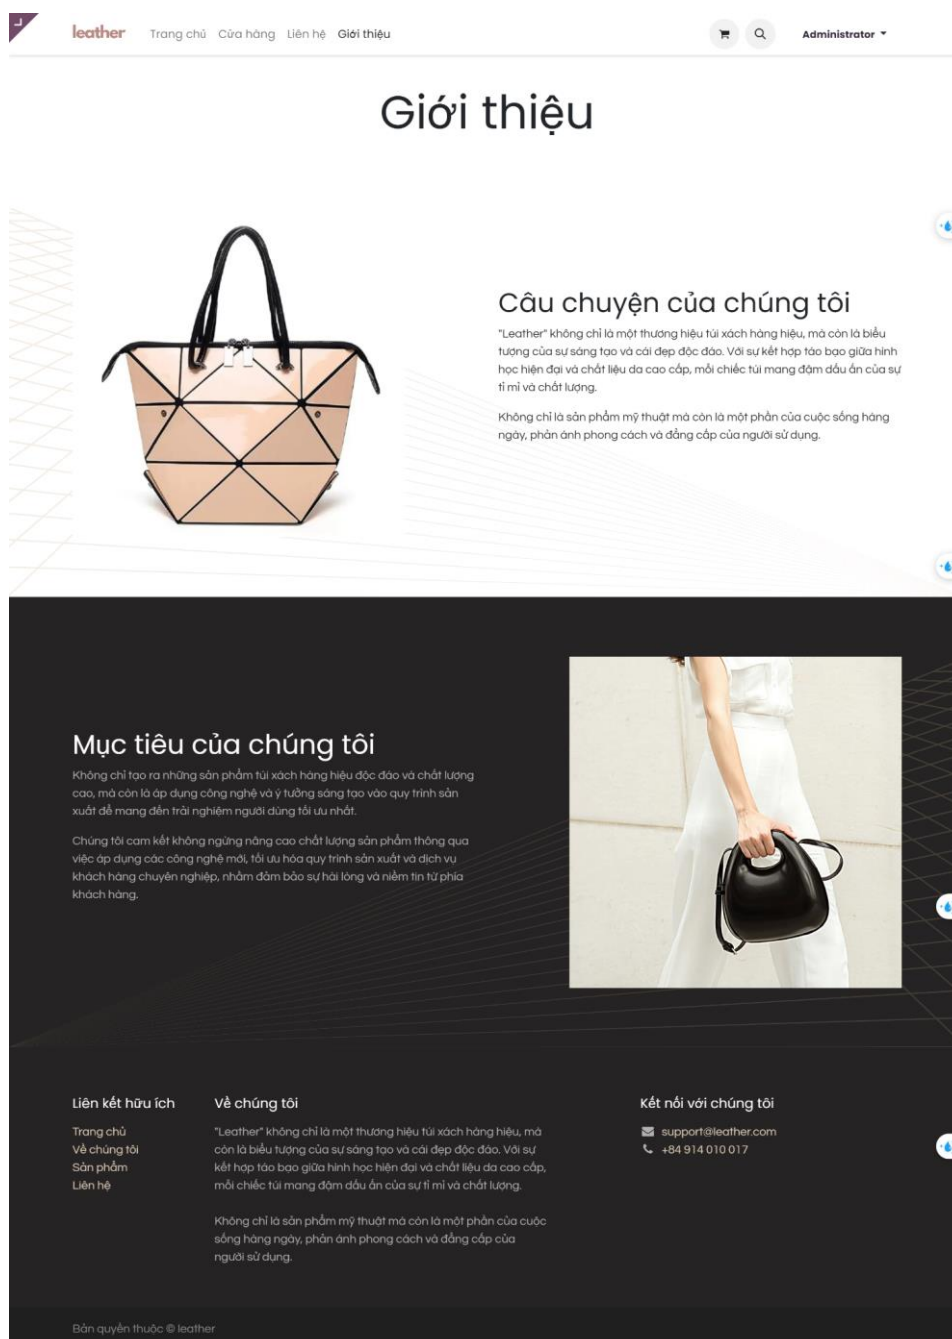 leather
Trang chủ Cửa hàng Liên hệ Giới thiệu
Administrator
Giới thiệu
Câu chuyện của chúng tôi
"Leather" không chỉ là một thương hiệu túi xách hàng hiệu, mà còn là biểu
tượng của sự sáng tạo và cái đẹp độc đáo. Với sự kết hợp táo bạo giữa hình
học hiện đại và chất liệu da cao cấp, mỗi chiếc túi mang đậm dấu ấn của sự
tỉ mỉ và chất lượng.
Không chỉ là sản phẩm mỹ thuật mà còn là một phần của cuộc sống hàng
ngày, phản ánh phong cách và đẳng cấp của người sử dụng.
Mục tiêu của chúng tôi
Không chỉ tạo ra những sản phẩm túi xách hàng hiệu độc đáo và chất lượng
cao, mà còn là áp dụng công nghệ và ý tưởng sáng tạo vào quy trình sản
xuất để mang đến trải nghiệm người dùng tối ưu nhất.
Chúng tôi cam kết không ngừng nâng cao chất lượng sản phẩm thông qua
việc áp dụng các công nghệ mới, tối ưu hóa quy trình sản xuất và dịch vụ
khách hàng chuyên nghiệp, nhằm đảm bảo sự hài lòng và niềm tin từ phía
khách hàng.
Liên kết hữu ích
Trang chủ
Về chúng tôi
Sản phẩm
Liên hệ
Về chúng tôi
"Leather" không chỉ là một thương hiệu túi xách hàng hiệu, mà
còn là biểu tượng của sự sáng tạo và cái đẹp độc đáo. Với sự
kết hợp táo bạo giữa hình học hiện đại và chất liệu da cao cấp,
mỗi chiếc túi mang đậm dấu ấn của sự tỉ mỉ và chất lượng.
Không chỉ là sản phẩm mỹ thuật mà còn là một phần của cuộc
sống hàng ngày, phản ánh phong cách và đẳng cấp của
người sử dụng.
Kết nối với chúng tôi
support@leather.com
+84 914 010 017
Bản quyền thuộc © leather